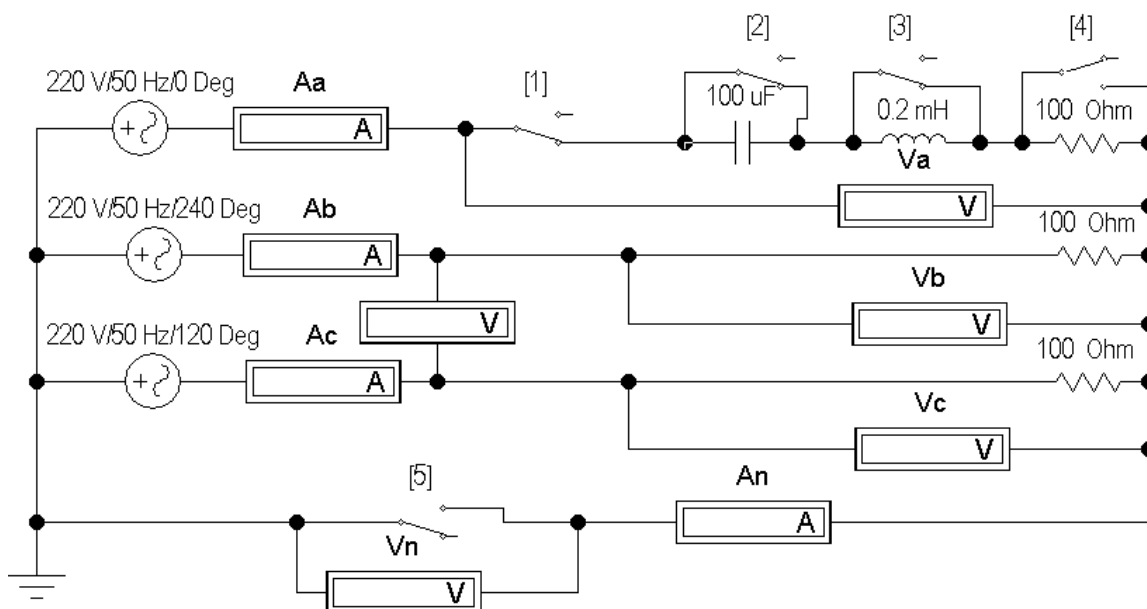 [2]
[3]
[4]
220 V/50 Hz/0 Deg
Aa
[1]
A
100 uF
0.2 mH
100 Ohm
Va
V
220 V/50 Hz/240 Deg
Ab
100 Ohm
A
Vb
V
V
220 V/50 Hz/120 Deg
Ac
100 Ohm
A
Vc
V
[5]
An
A
Vn
V